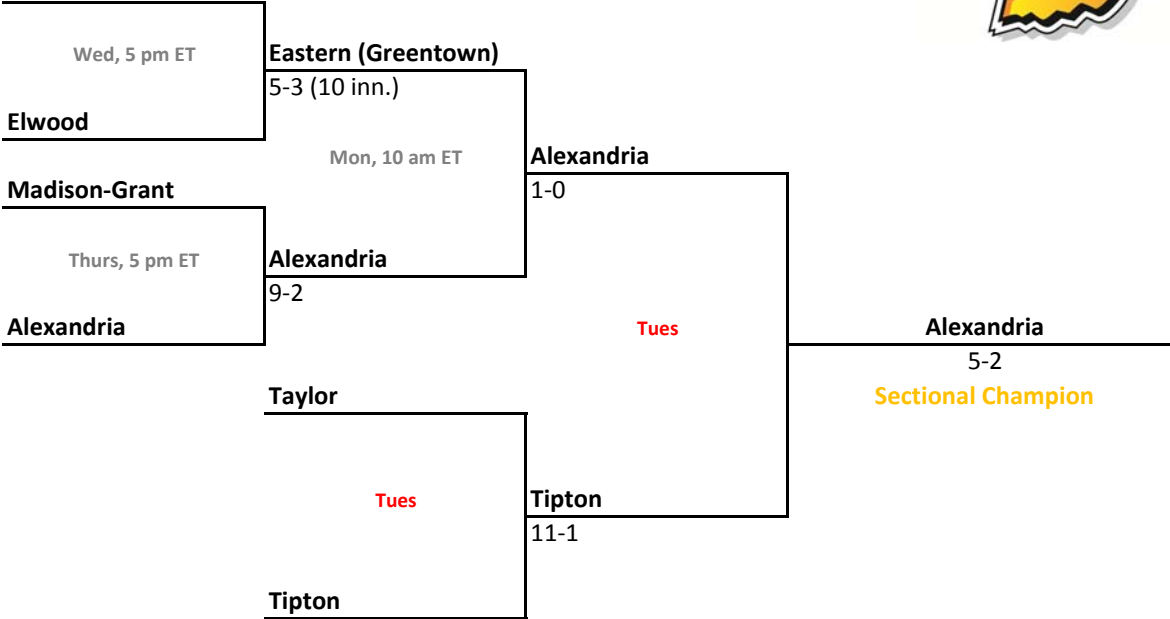 Wed, 5 pm ET
Eastern (Greentown)
5-3 (10 inn.)
Elwood
Mon, 10 am ET
Alexandria
1-0
Madison-Grant
Thurs, 5 pm ET
Alexandria
9-2
Alexandria
Tues
Alexandria
5-2
Sectional Champion
Taylor
Tues
Tipton
11-1
Tipton